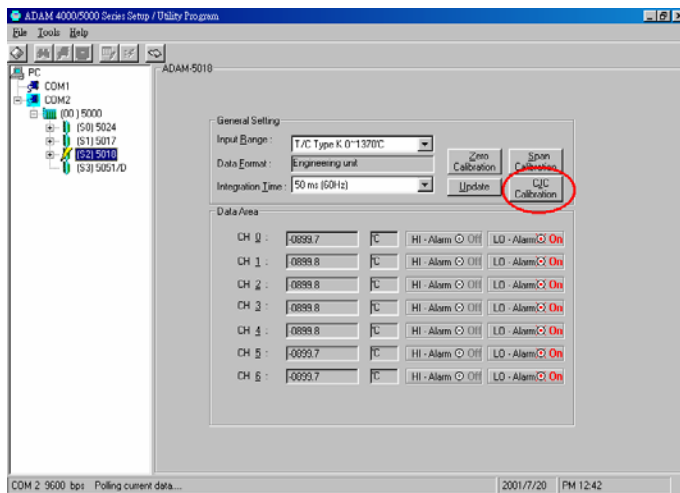 ADAM 4000/5000 Series Setup / Utility Program
File Tools Help
PC
COM1
COM2
(00 ) 5000
(S0) 5024
(S1) 5017
(S2) 5018
(S3) 5051/D
ADAM-5018
General Setting
Input Range : T/C Type K 0~1370℃
Data Format : Engineering unit
Integration Time : 50 ms (60Hz)
Zero Calibration
Span Calibration
Update
CJC Calibration
Data Area
CH 0 : -0899.7 ℃ HI - Alarm Off LO - Alarm On
CH 1 : -0899.8 ℃ HI - Alarm Off LO - Alarm On
CH 2 : -0899.8 ℃ HI - Alarm Off LO - Alarm On
CH 3 : -0899.8 ℃ HI - Alarm Off LO - Alarm On
CH 4 : -0899.8 ℃ HI - Alarm Off LO - Alarm On
CH 5 : -0899.7 ℃ HI - Alarm Off LO - Alarm On
CH 6 : -0899.7 ℃ HI - Alarm Off LO - Alarm On
COM 2 9600 bps Polling current data....
2001/7/20 PM 12:42